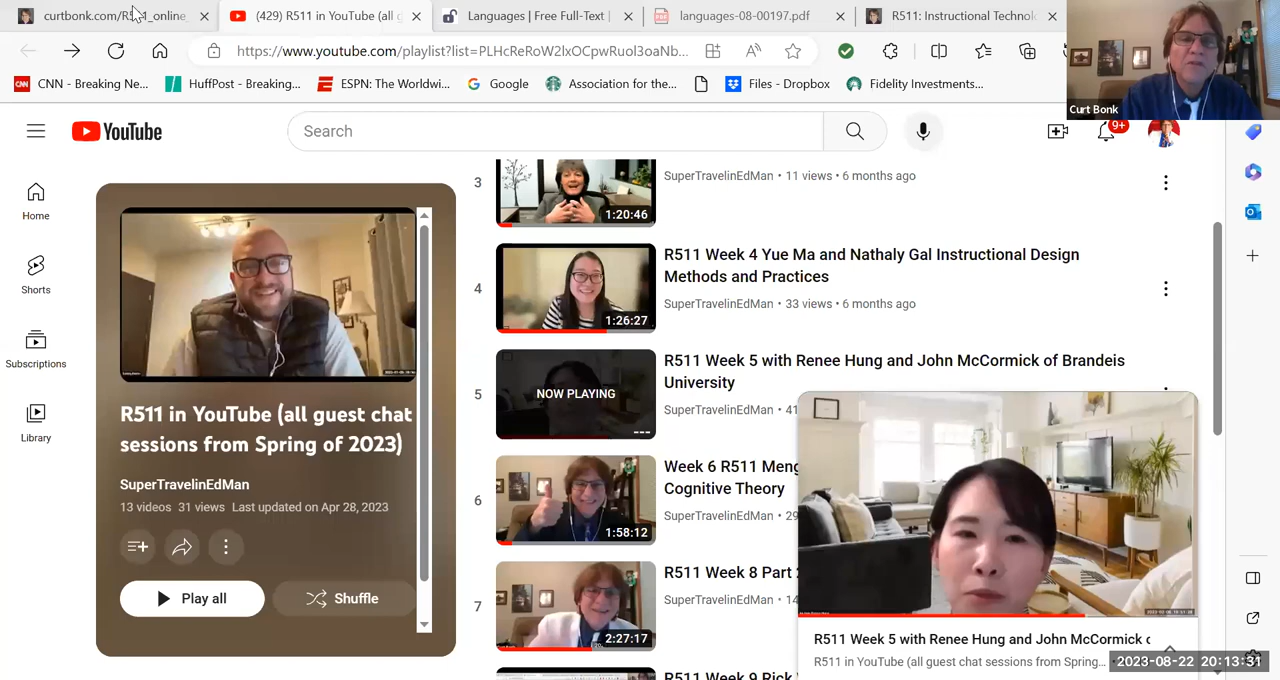 curtbonk.com/R511_online_
(429) R511 in YouTube (all g
Languages | Free Full-Text |
languages-08-00197.pdf
R511: Instructional Technol
https://www.youtube.com/playlist?list=PLHcReRoW2IxOCpwRuol3oaNb...
CNN - Breaking Ne...
HuffPost - Breaking...
ESPN: The Worldwi...
Google
Association for the...
Files - Dropbox
Fidelity Investments...
Curt Bonk
YouTube
Search
9+
Home
Shorts
Subscriptions
Library
R511 in YouTube (all guest chat
sessions from Spring of 2023)
SuperTravelinEdMan
13 videos 31 views Last updated on Apr 28, 2023
Play all
Shuffle
3
1:20:46
SuperTravelinEdMan • 11 views • 6 months ago
4
1:26:27
R511 Week 4 Yue Ma and Nathaly Gal Instructional Design
Methods and Practices
SuperTravelinEdMan • 33 views • 6 months ago
5
NOW PLAYING
R511 Week 5 with Renee Hung and John McCormick of Brandeis
University
SuperTravelinEdMan • 41
6
1:58:12
Week 6 R511 Meng
Cognitive Theory
SuperTravelinEdMan • 29
7
2:27:17
R511 Week 8 Part 2
SuperTravelinEdMan • 14
R511 Week 9 Rick
R511 Week 5 with Renee Hung and John McCormick o
R511 in YouTube (all guest chat sessions from Spring...
2023-08-22 20:13:31